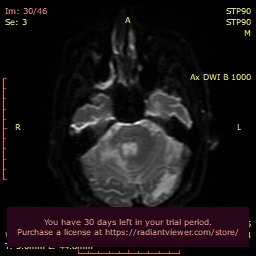 Im: 30/46
Se: 3
A
STP90
STP90
M
Ax DWI B 1000
R
L
You have 30 days left in your trial period.
Purchase a license at https://radiantviewer.com/store/